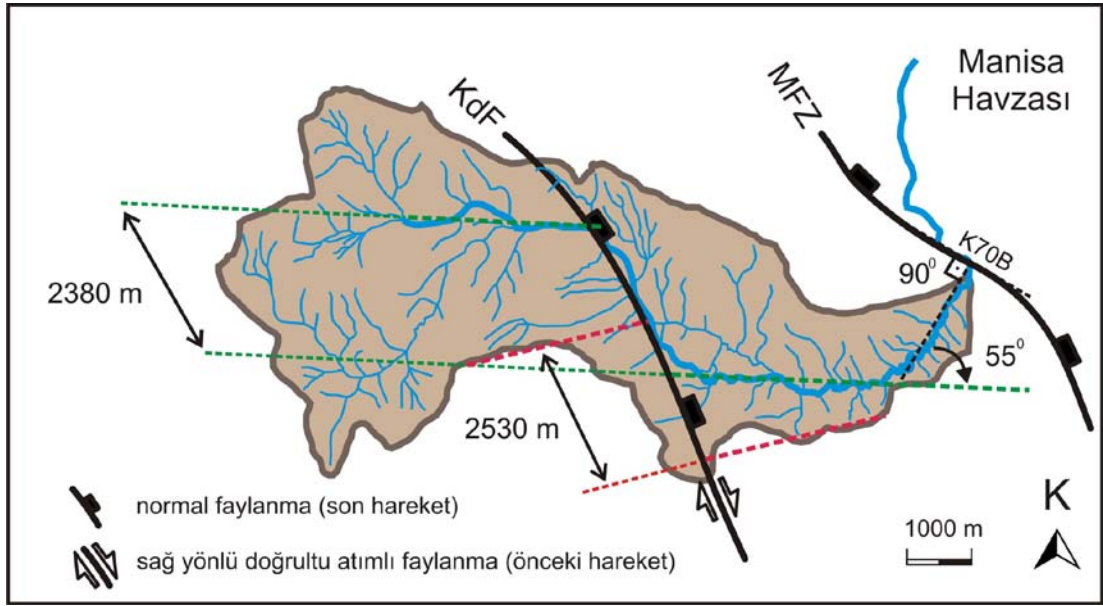 Manisa
Havzası
MFZ
KdF
K70B
90⁰
2380 m
55⁰
2530 m
K
normal faylanma (son hareket)
1000 m
sağ yönlü doğrultu atımlı faylanma (önceki hareket)